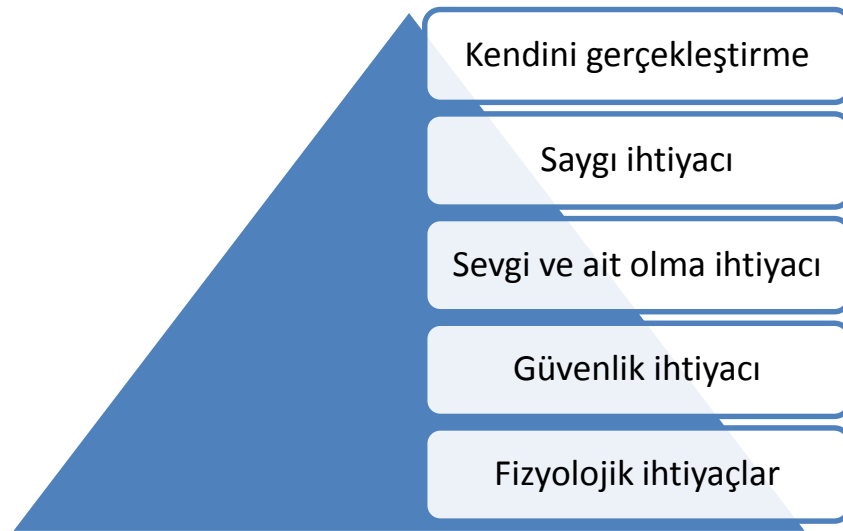 Kendini gerçekleştirme
Saygı ihtiyacı
Sevgi ve ait olma ihtiyacı
Güvenlik ihtiyacı
Fizyolojik ihtiyaçlar